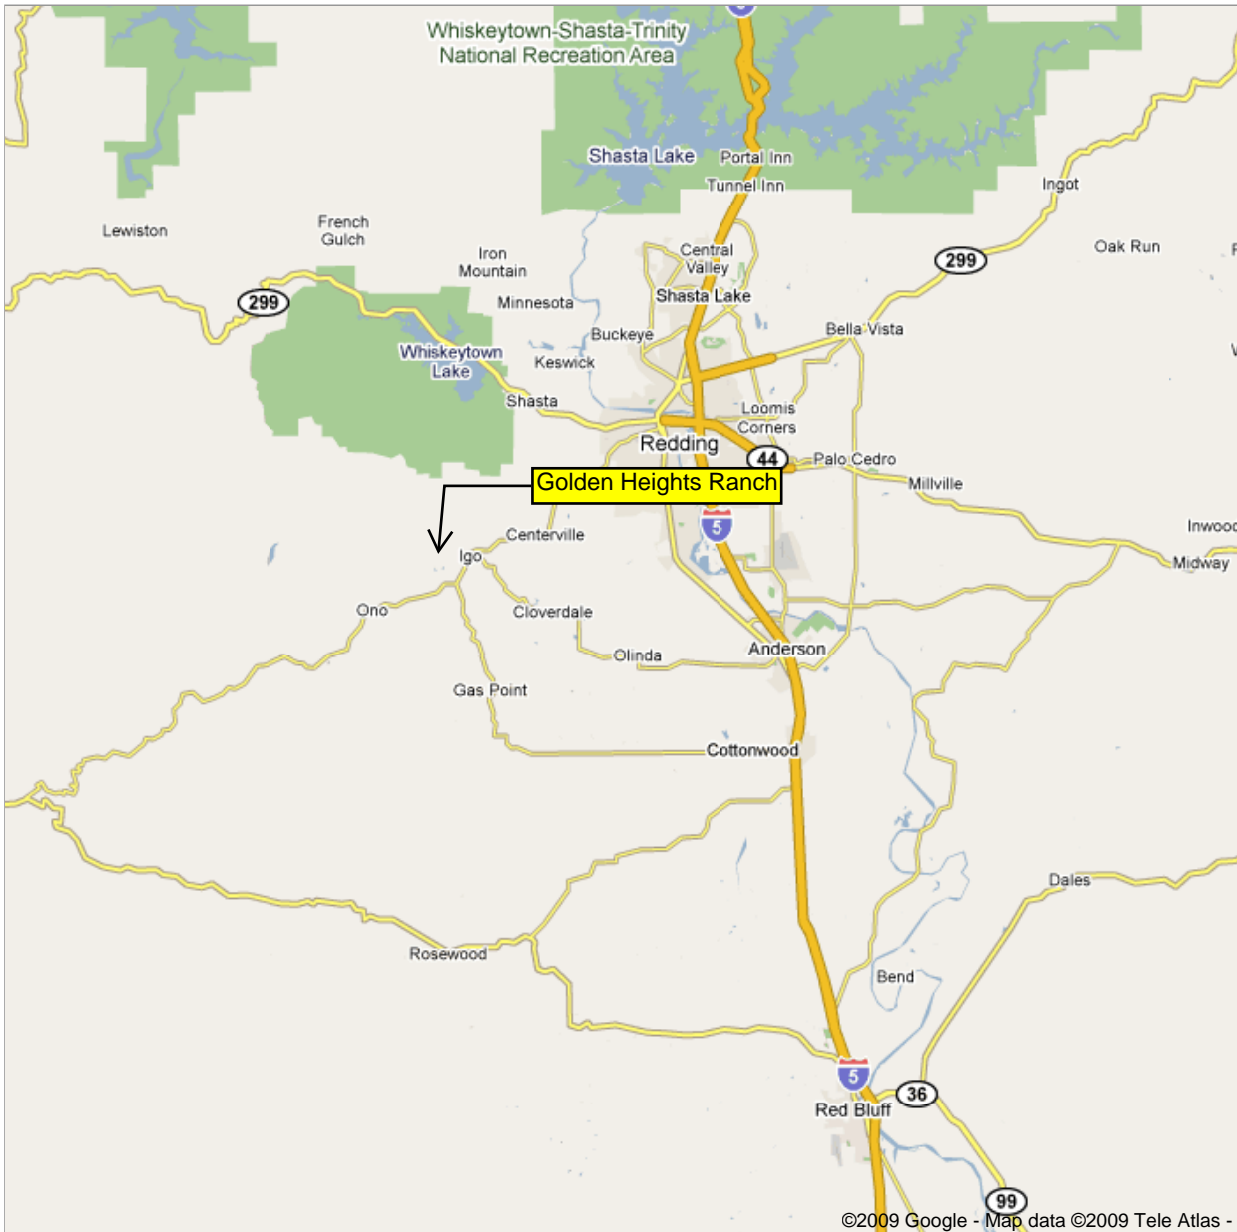 5
Whiskeytown-Shasta-Trinity
National Recreation Area
Shasta Lake
Portal Inn
Tunnel Inn
Ingot
Lewiston
French
Gulch
Iron
Mountain
Central
Valley
Oak Run
299
299
Minnesota
Shasta Lake
Buckeye
Bella Vista
Whiskeytown
Lake
Keswick
Shasta
Loomis
Corners
Redding
44
Palo Cedro
Golden Heights Ranch
Millville
5
Inwood
Centerville
Igo
Midway
Ono
Cloverdale
Olinda
Anderson
Gas Point
Cottonwood
Dales
Rosewood
Bend
5
36
Red Bluff
99
©2009 Google - Map data ©2009 Tele Atlas -